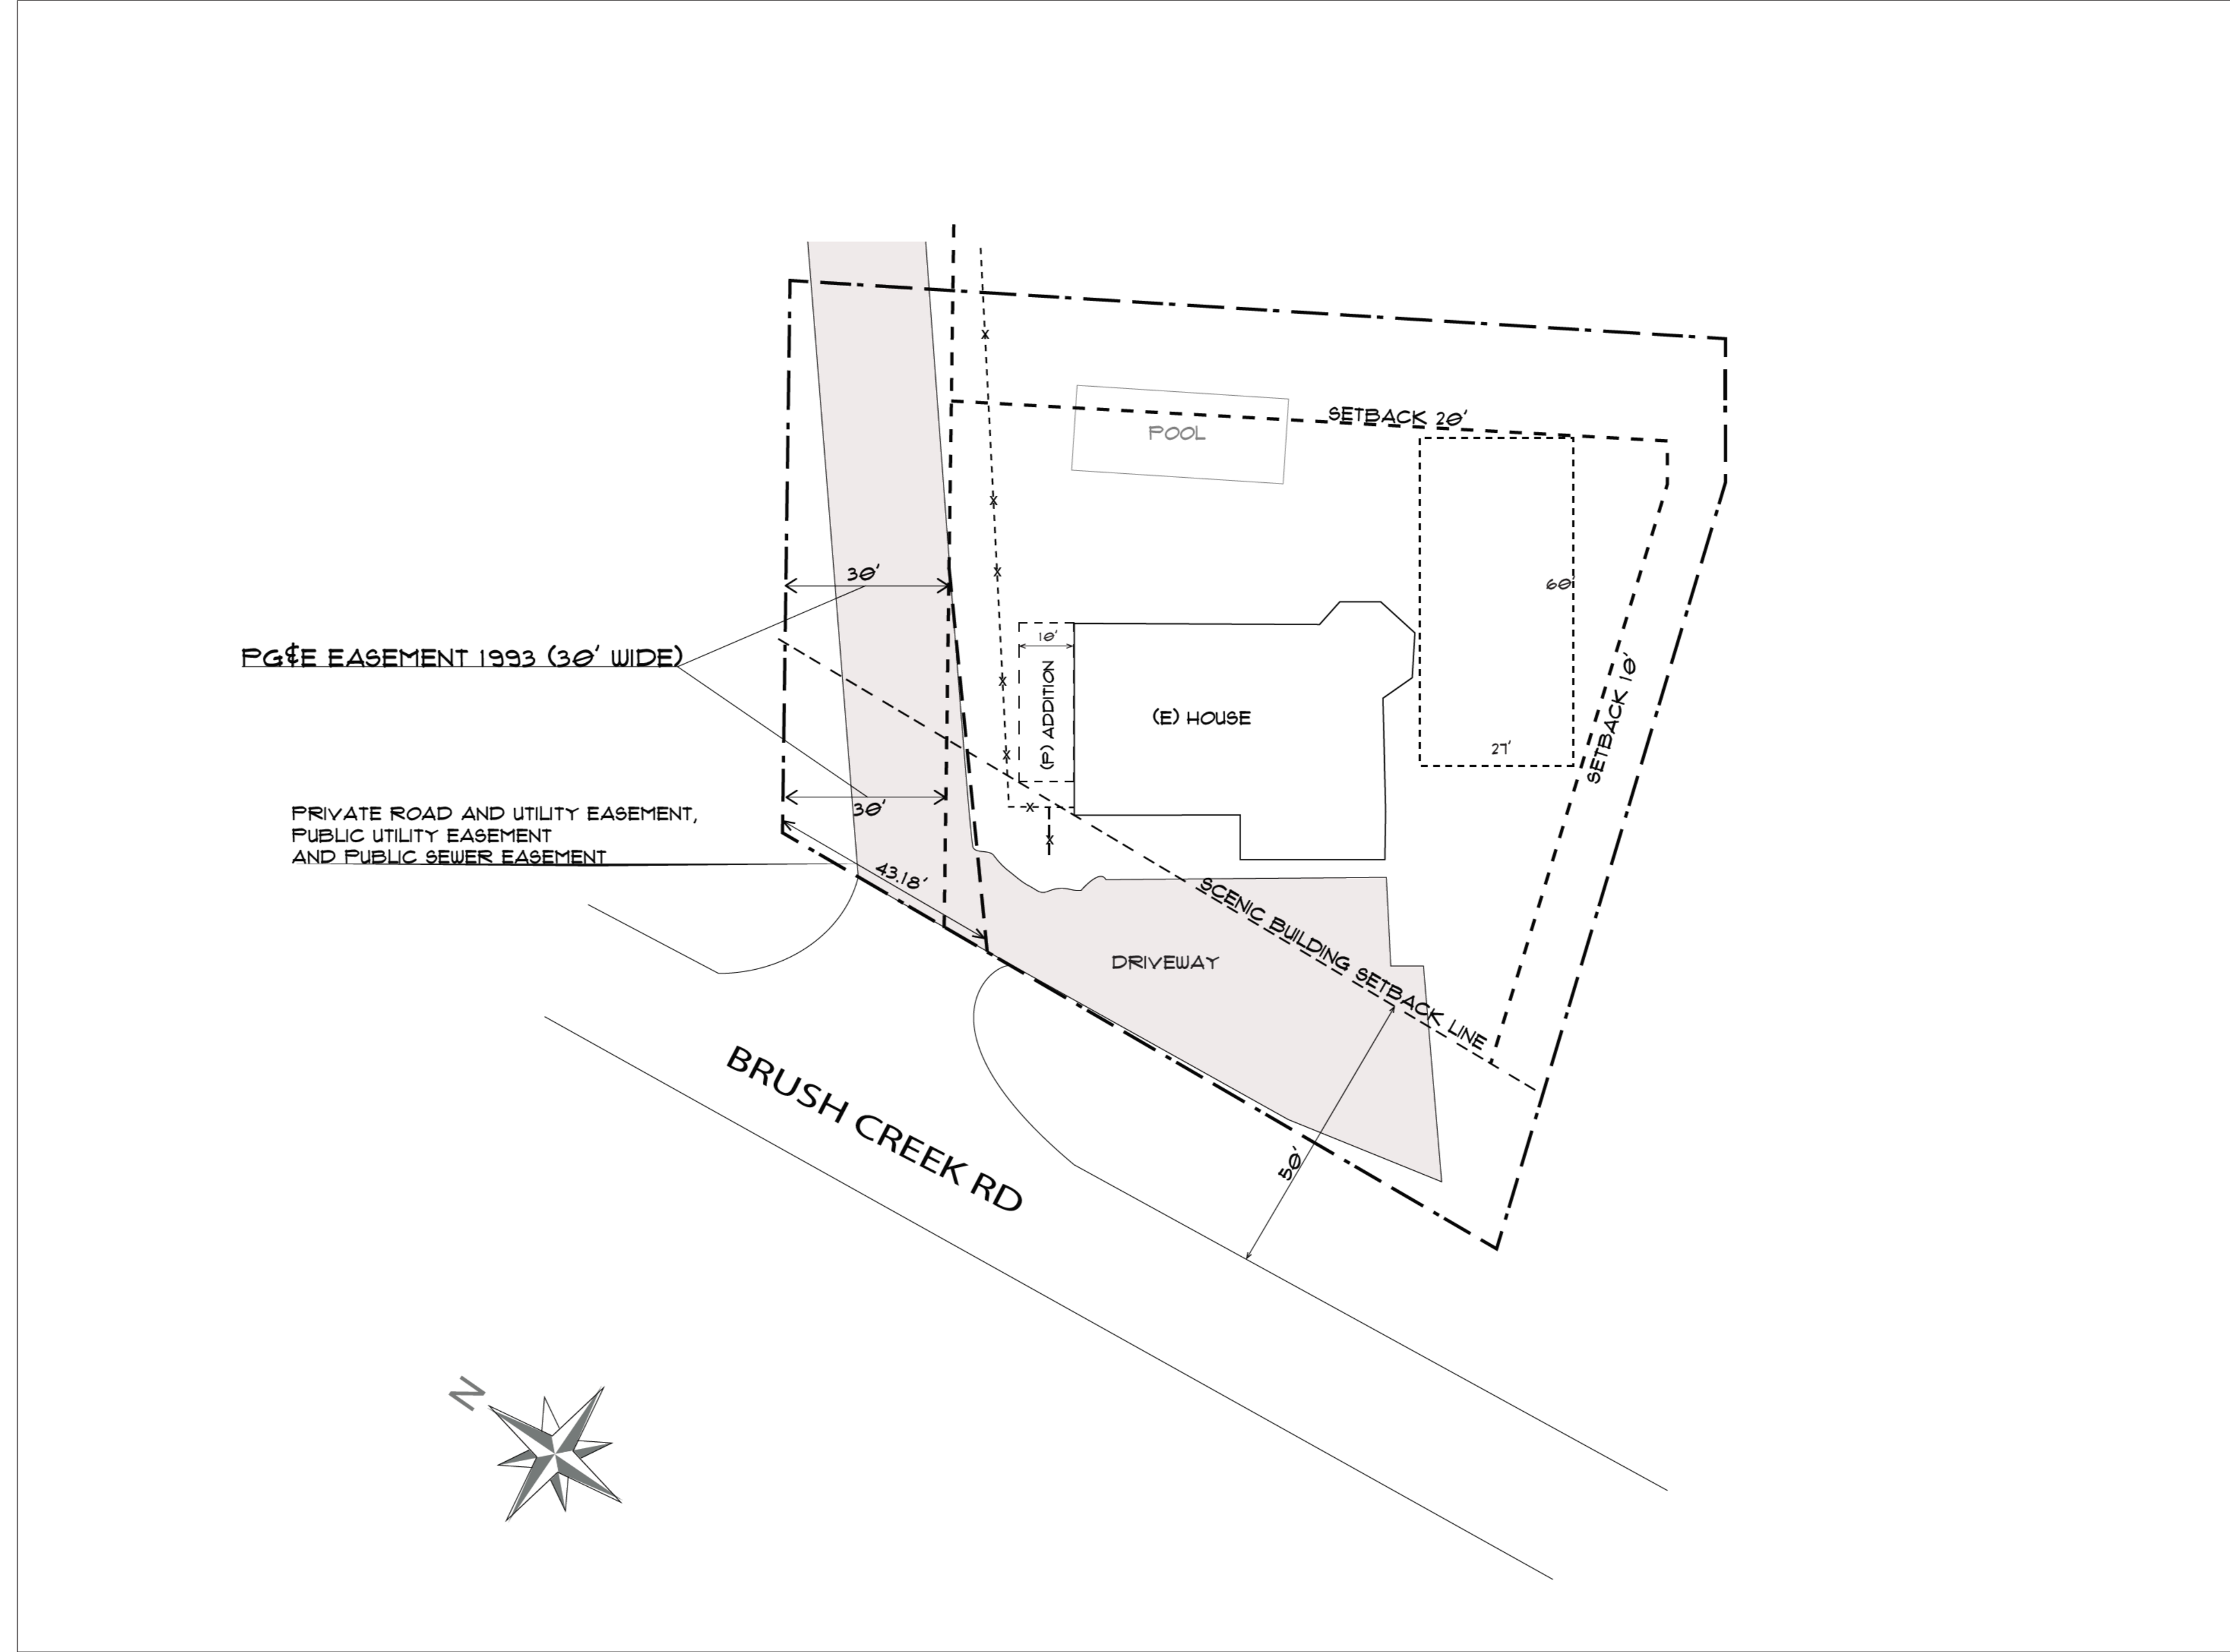 SETBACK 20'
POOL
30'
60'
10'
PG&E EASEMENT 1993 (30' WIDE)
(P) ADDITION
(E) HOUSE
SETBACK 10'
27'
30'
PRIVATE ROAD AND UTILITY EASEMENT,
PUBLIC UTILITY EASEMENT
AND PUBLIC SEWER EASEMENT
43.18'
SCENIC BUILDING SETBACK LINE
DRIVEWAY
BRUSH CREEK RD
50'
N